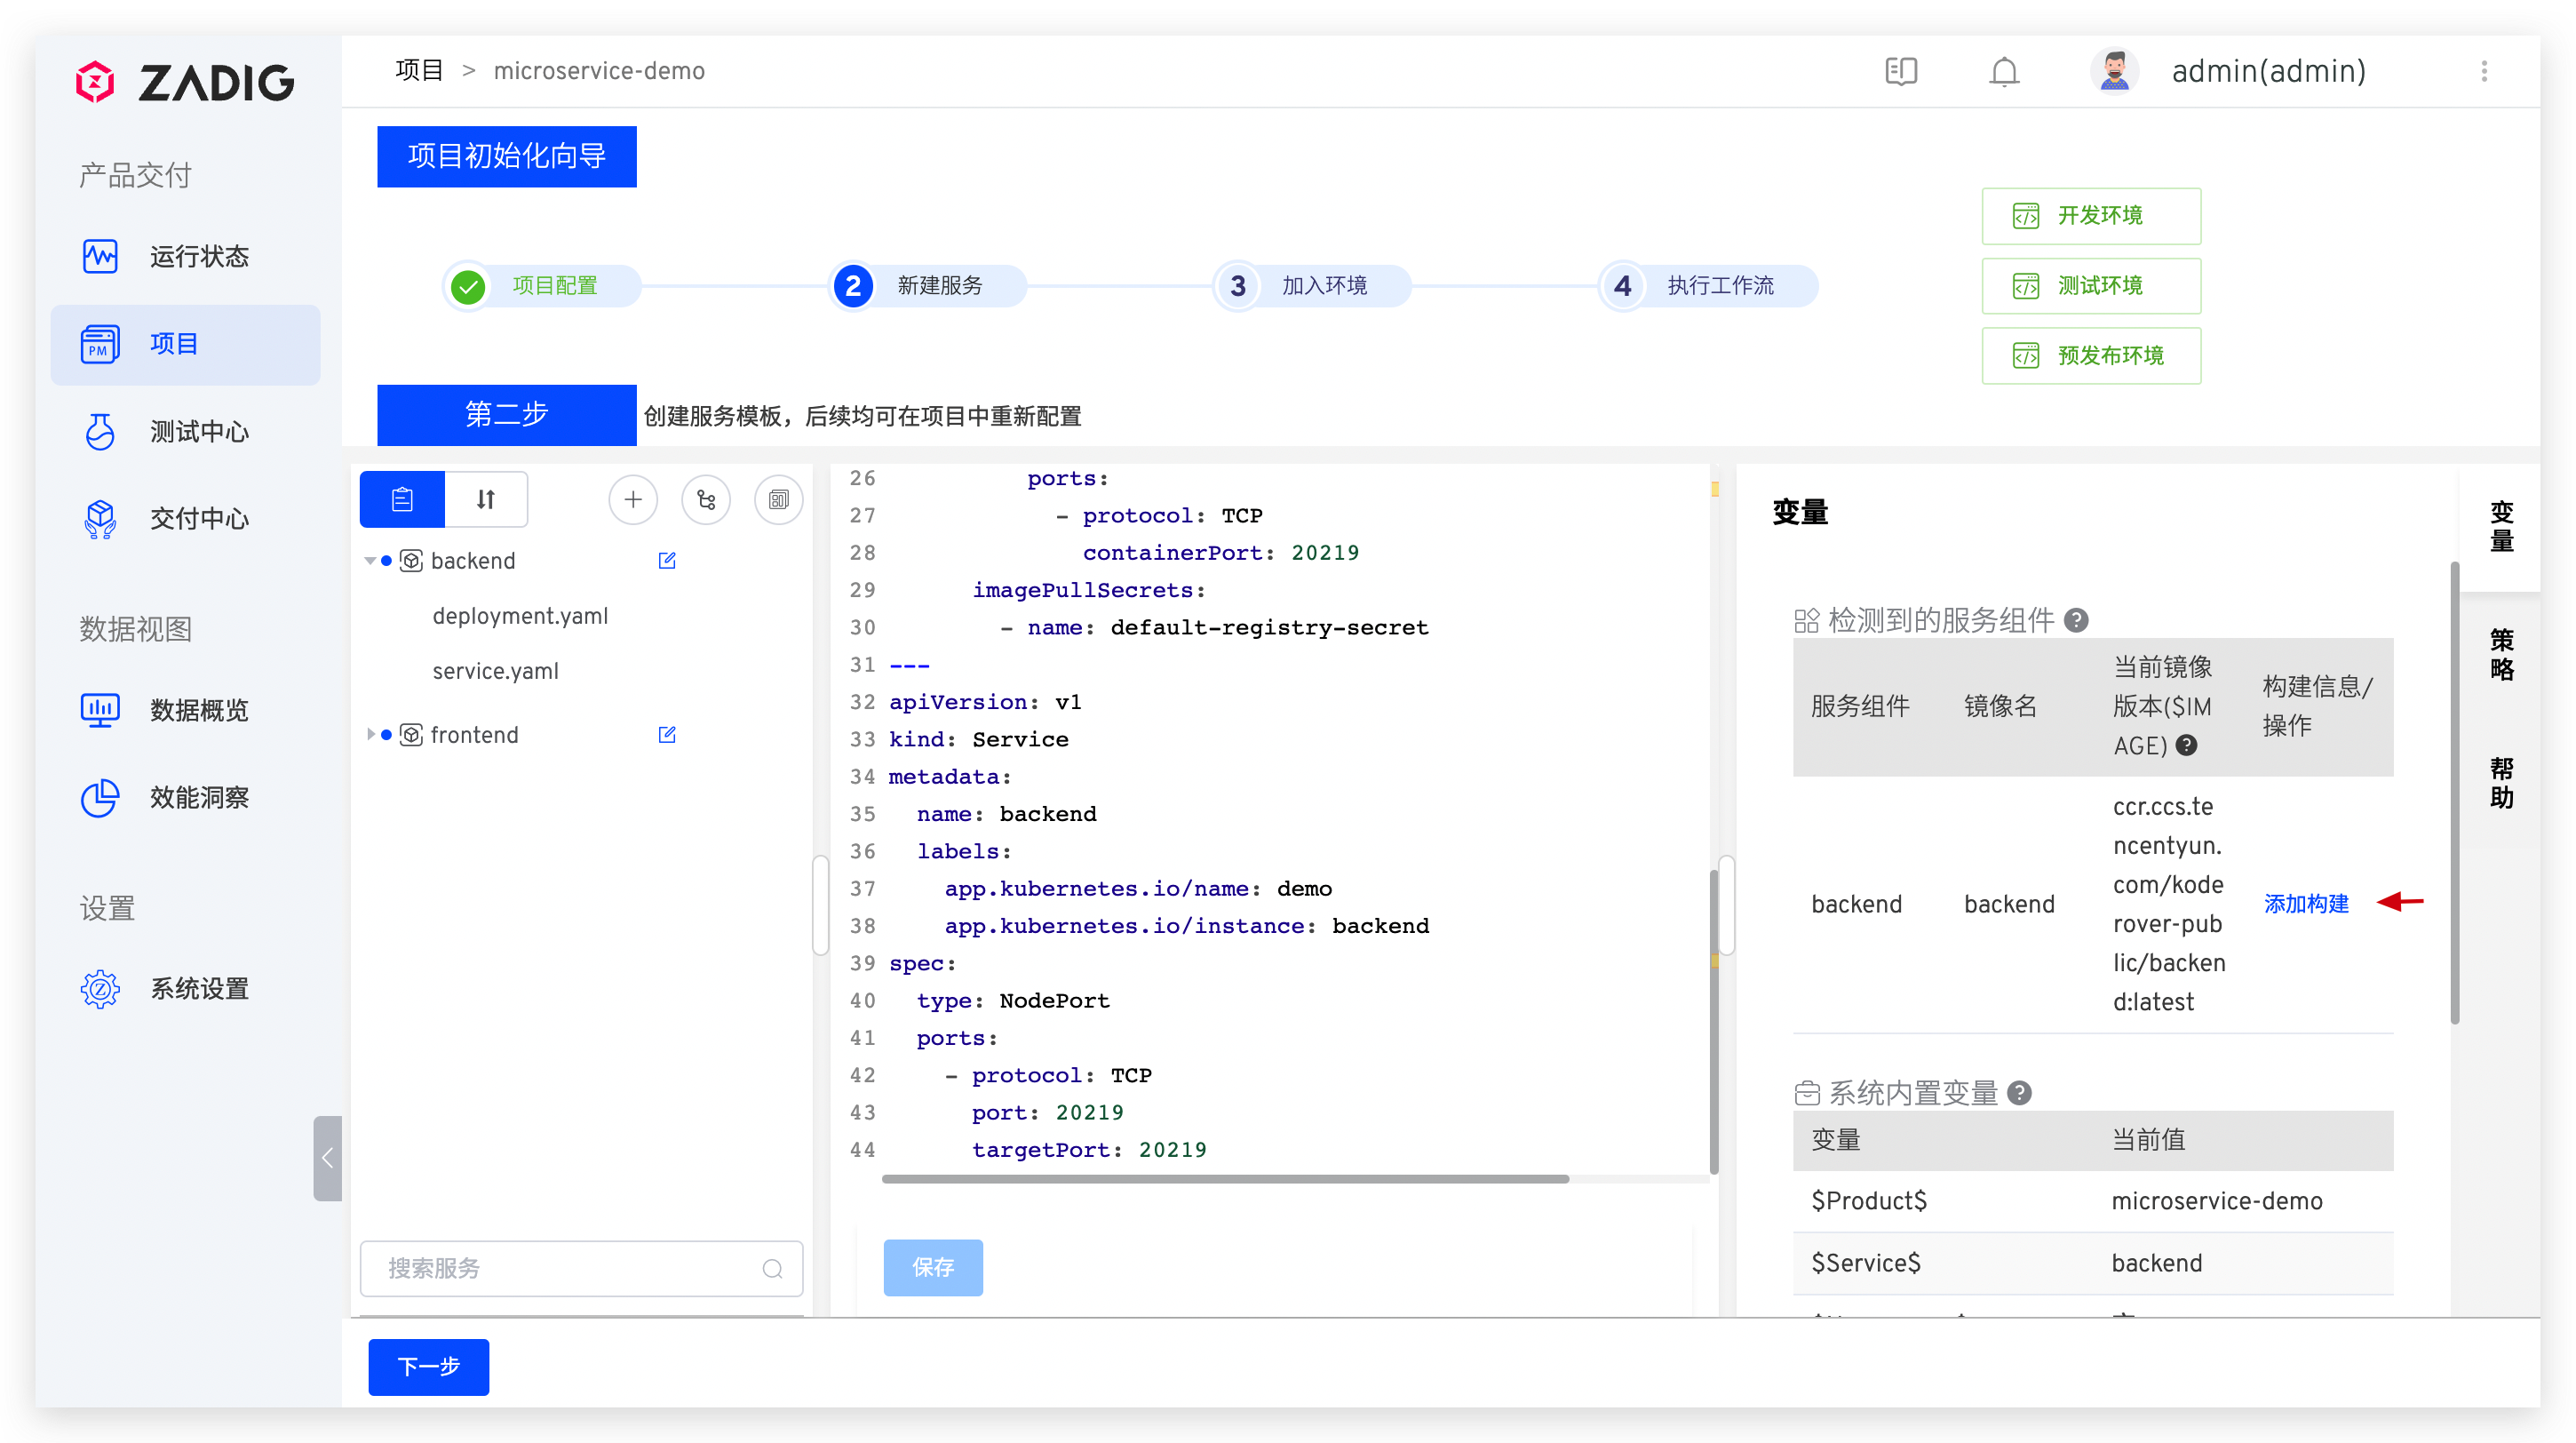 ZADIG
项目 > microservice-demo
admin(admin)
产品交付
运行状态
PM
项目
测试中心
交付中心
数据视图
数据概览
效能洞察
设置
系统设置
项目初始化向导
项目配置
2 新建服务
3 加入环境
4 执行工作流
开发环境
测试环境
预发布环境
第二步 创建服务模板，后续均可在项目中重新配置
backend
deployment.yaml
service.yaml
frontend
搜索服务
26 ports:
27 - protocol: TCP
28 containerPort: 20219
29 imagePullSecrets:
30 - name: default-registry-secret
31 ---
32 apiVersion: v1
33 kind: Service
34 metadata:
35 name: backend
36 labels:
37 app.kubernetes.io/name: demo
38 app.kubernetes.io/instance: backend
39 spec:
40 type: NodePort
41 ports:
42 - protocol: TCP
43 port: 20219
44 targetPort: 20219
保存
变量
检测到的服务组件 ?
服务组件
镜像名
当前镜像
版本($IM
AGE) ?
构建信息/
操作
backend
backend
ccr.ccs.te
ncentyun.
com/kode
rover-pub
lic/backen
d:latest
添加构建
系统内置变量 ?
变量 当前值
$Product$ microservice-demo
$Service$ backend
变量
策略
帮助
下一步